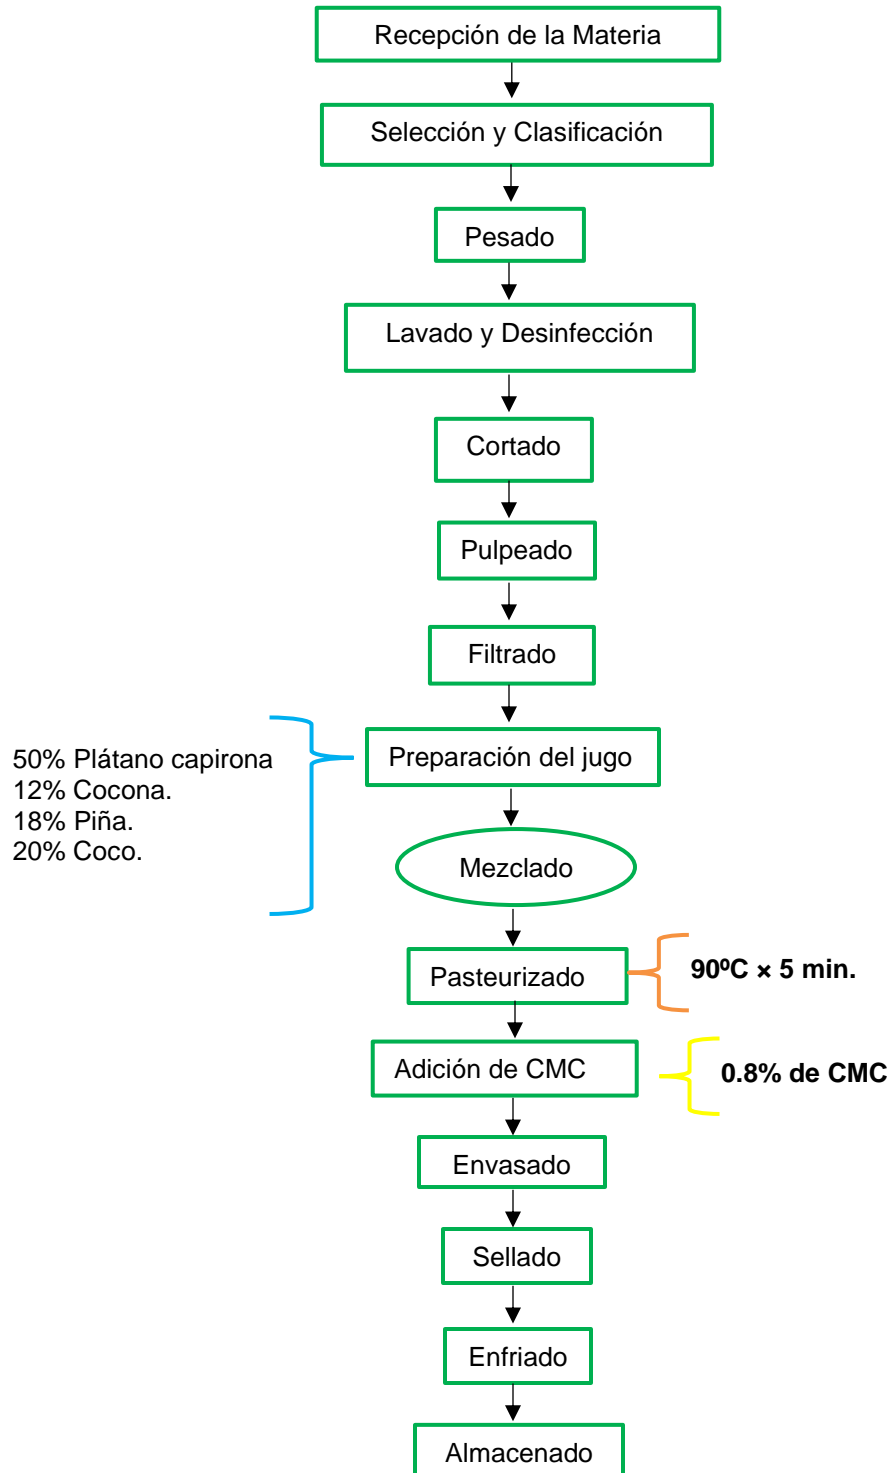 Recepción de la Materia
Selección y Clasificación
Pesado
Lavado y Desinfección
Cortado
Pulpeado
Filtrado
50% Plátano capirona
12% Cocona.
18% Piña.
20% Coco.
Preparación del jugo
Mezclado
Pasteurizado
90ºC × 5 min.
Adición de CMC
0.8% de CMC
Envasado
Sellado
Enfriado
Almacenado